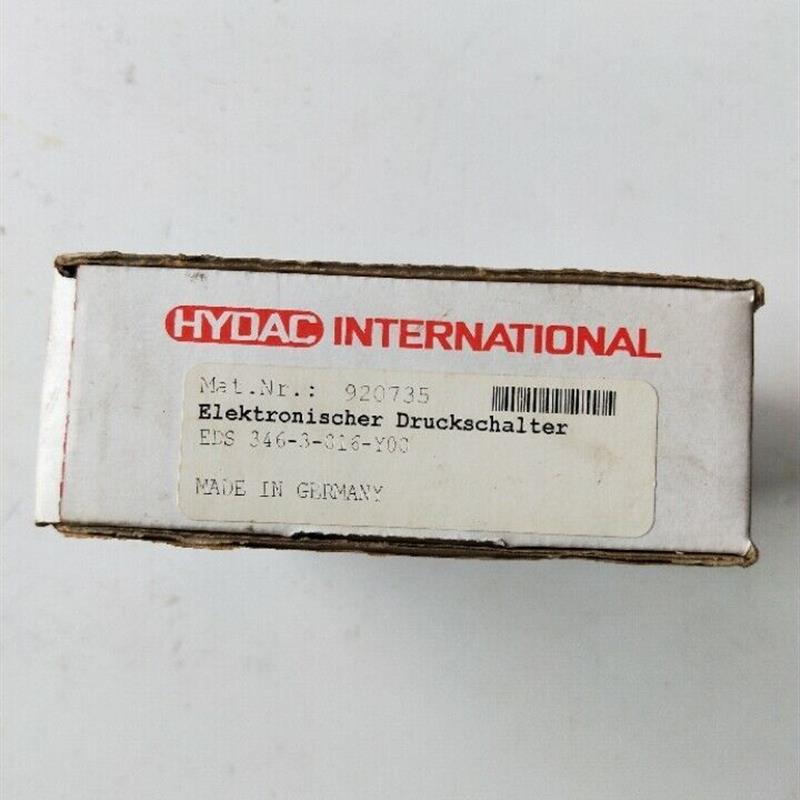 HYDAC INTERNATIONAL
Mat.Nr.: 920735
Elektronischer Druckschalter
EDS 346-3-016-Y00
MADE IN GERMANY